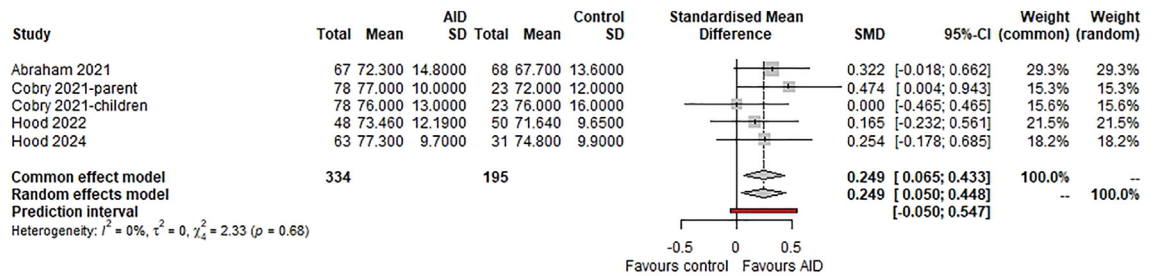 AID Control Standardised Mean Weight Weight
Study Total Mean SD Total Mean SD Difference SMD 95%-CI (common) (random)
Abraham 2021 67 72.300 14.8000 68 67.700 13.6000 0.322 [-0.018; 0.662] 29.3% 29.3%
Cobry 2021-parent 78 77.000 10.0000 23 72.000 12.0000 0.474 [ 0.004; 0.943] 15.3% 15.3%
Cobry 2021-children 78 76.000 13.0000 23 76.000 16.0000 0.000 [-0.465; 0.465] 15.6% 15.6%
Hood 2022 48 73.460 12.1900 50 71.640 9.6500 0.165 [-0.232; 0.561] 21.5% 21.5%
Hood 2024 63 77.300 9.7000 31 74.800 9.9000 0.254 [-0.178; 0.685] 18.2% 18.2%
Common effect model 334 195 0.249 [ 0.065; 0.433] 100.0% --
Random effects model 0.249 [ 0.050; 0.448] -- 100.0%
Prediction interval [-0.050; 0.547]
Heterogeneity: I² = 0%, τ² = 0, χ²₄ = 2.33 (p = 0.68)
-0.5 0 0.5
Favours control Favours AID